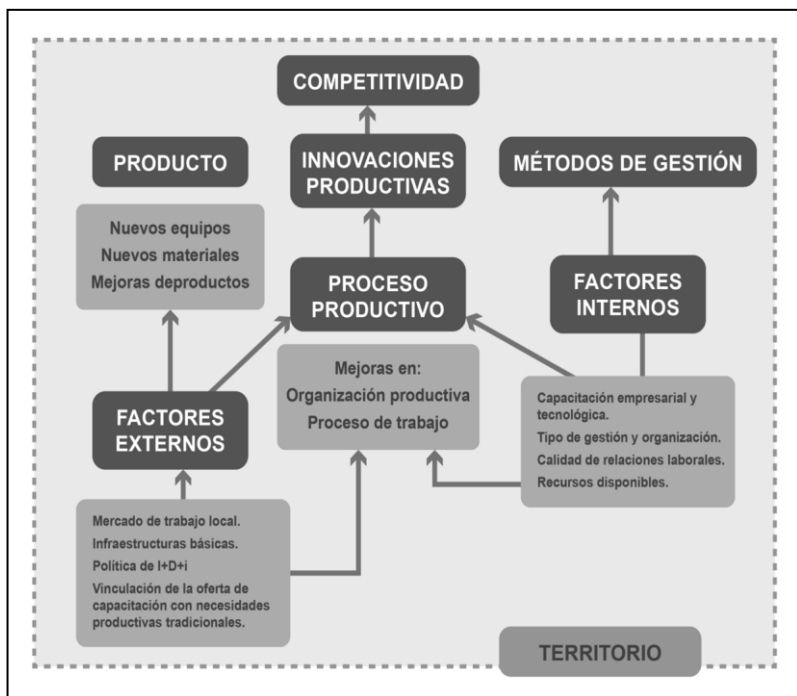 COMPETITIVIDAD
PRODUCTO
INNOVACIONES
PRODUCTIVAS
MÉTODOS DE GESTIÓN
Nuevos equipos
Nuevos materiales
Mejoras deproductos
PROCESO
PRODUCTIVO
FACTORES
INTERNOS
Mejoras en:
Organización productiva
Proceso de trabajo
FACTORES
EXTERNOS
Capacitación empresarial y
tecnológica.
Tipo de gestión y organización.
Calidad de relaciones laborales.
Recursos disponibles.
Mercado de trabajo local.
Infraestructuras básicas.
Política de I+D+i
Vinculación de la oferta de
capacitación con necesidades
productivas tradicionales.
TERRITORIO